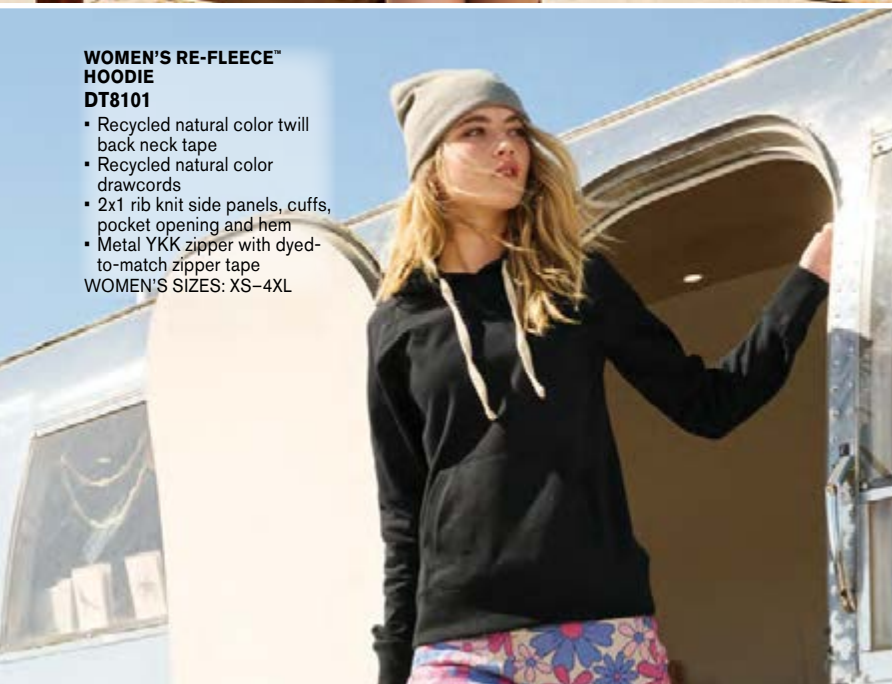 WOMEN'S RE-FLEECE™
HOODIE
DT8101
▪ Recycled natural color twill
back neck tape
▪ Recycled natural color
drawcords
▪ 2x1 rib knit side panels, cuffs,
pocket opening and hem
▪ Metal YKK zipper with dyed-
to-match zipper tape
WOMEN'S SIZES: XS–4XL